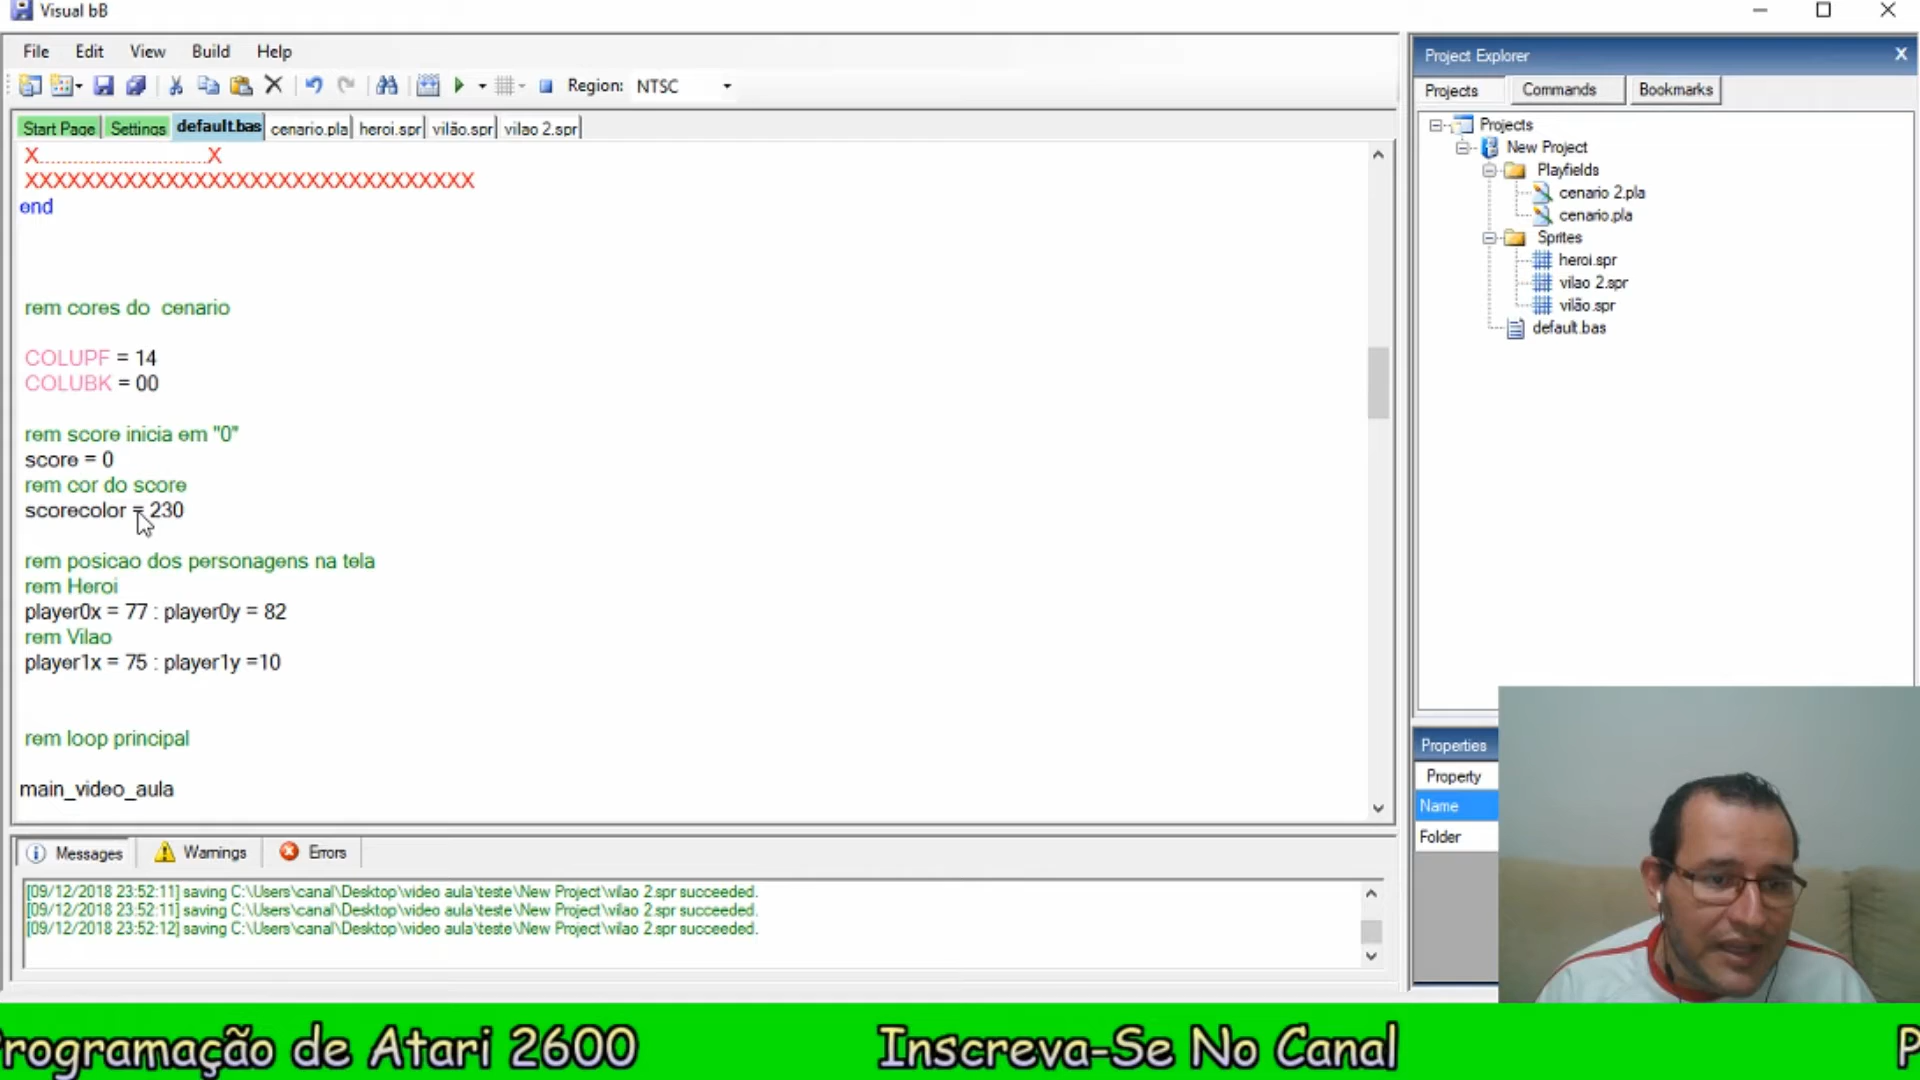 Visual bB
File Edit View Build Help
Region: NTSC
Start Page Settings default.bas cenario.pla heroi.spr vilão.spr vilao 2.spr
X...........................X
XXXXXXXXXXXXXXXXXXXXXXXXXXXXXXXX
end
rem cores do cenario
COLUPF = 14
COLUBK = 00
rem score inicia em "0"
score = 0
rem cor do score
scorecolor = 230
rem posicao dos personagens na tela
rem Heroi
player0x = 77 : player0y = 82
rem Vilao
player1x = 75 : player1y =10
rem loop principal
main_video_aula
Messages Warnings Errors
[09/12/2018 23:52:11] saving C:\Users\canal\Desktop\video aula\teste\New Project\vilao 2.spr succeeded.
[09/12/2018 23:52:11] saving C:\Users\canal\Desktop\video aula\teste\New Project\vilao 2.spr succeeded.
[09/12/2018 23:52:12] saving C:\Users\canal\Desktop\video aula\teste\New Project\vilao 2.spr succeeded.
Project Explorer
Projects Commands Bookmarks
Projects
New Project
Playfields
cenario 2.pla
cenario.pla
Sprites
heroi.spr
vilao 2.spr
vilão.spr
default.bas
Properties
Property
Name
Folder
rogramação de Atari 2600 Inscreva-Se No Canal P